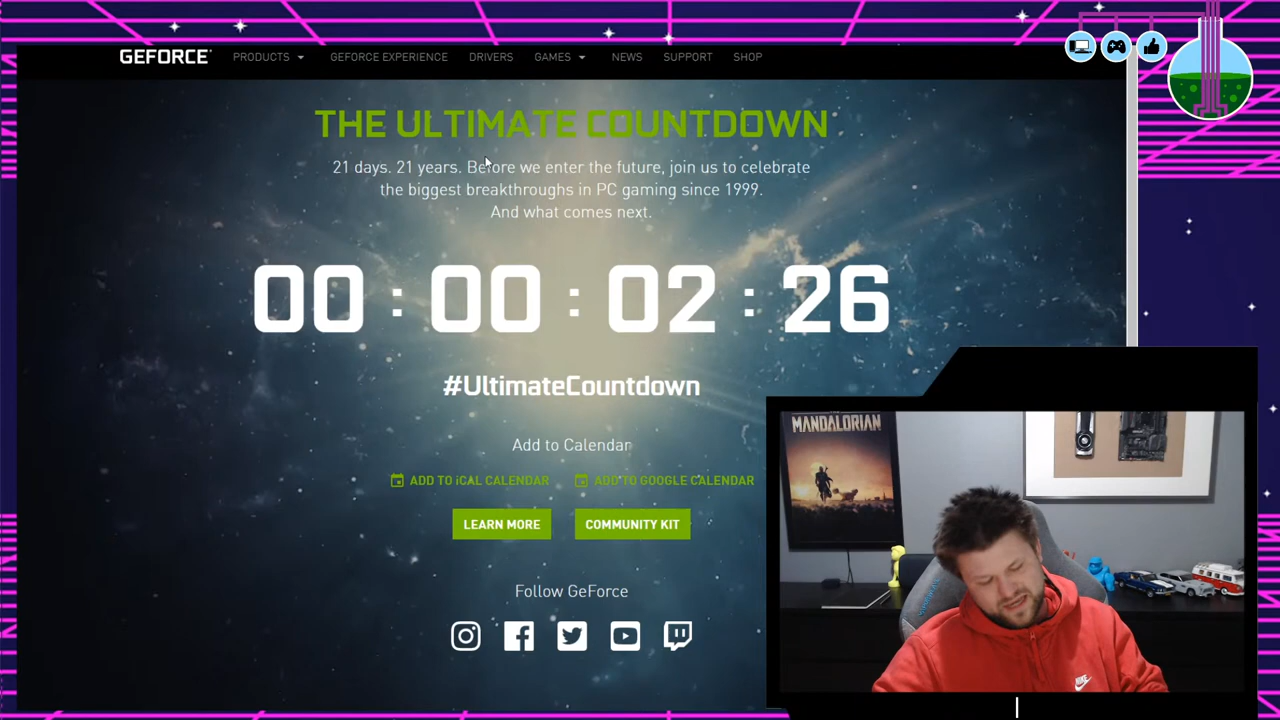 GEFORCE
PRODUCTS
GEFORCE EXPERIENCE
DRIVERS
GAMES
NEWS
SUPPORT
SHOP
THE ULTIMATE COUNTDOWN
21 days. 21 years. Before we enter the future, join us to celebrate
the biggest breakthroughs in PC gaming since 1999.
And what comes next.
00 : 00 : 02 : 26
#UltimateCountdown
Add to Calendar
ADD TO iCAL CALENDAR
ADD TO GOOGLE CALENDAR
LEARN MORE
COMMUNITY KIT
Follow GeForce
MANDALORIAN
NIKE